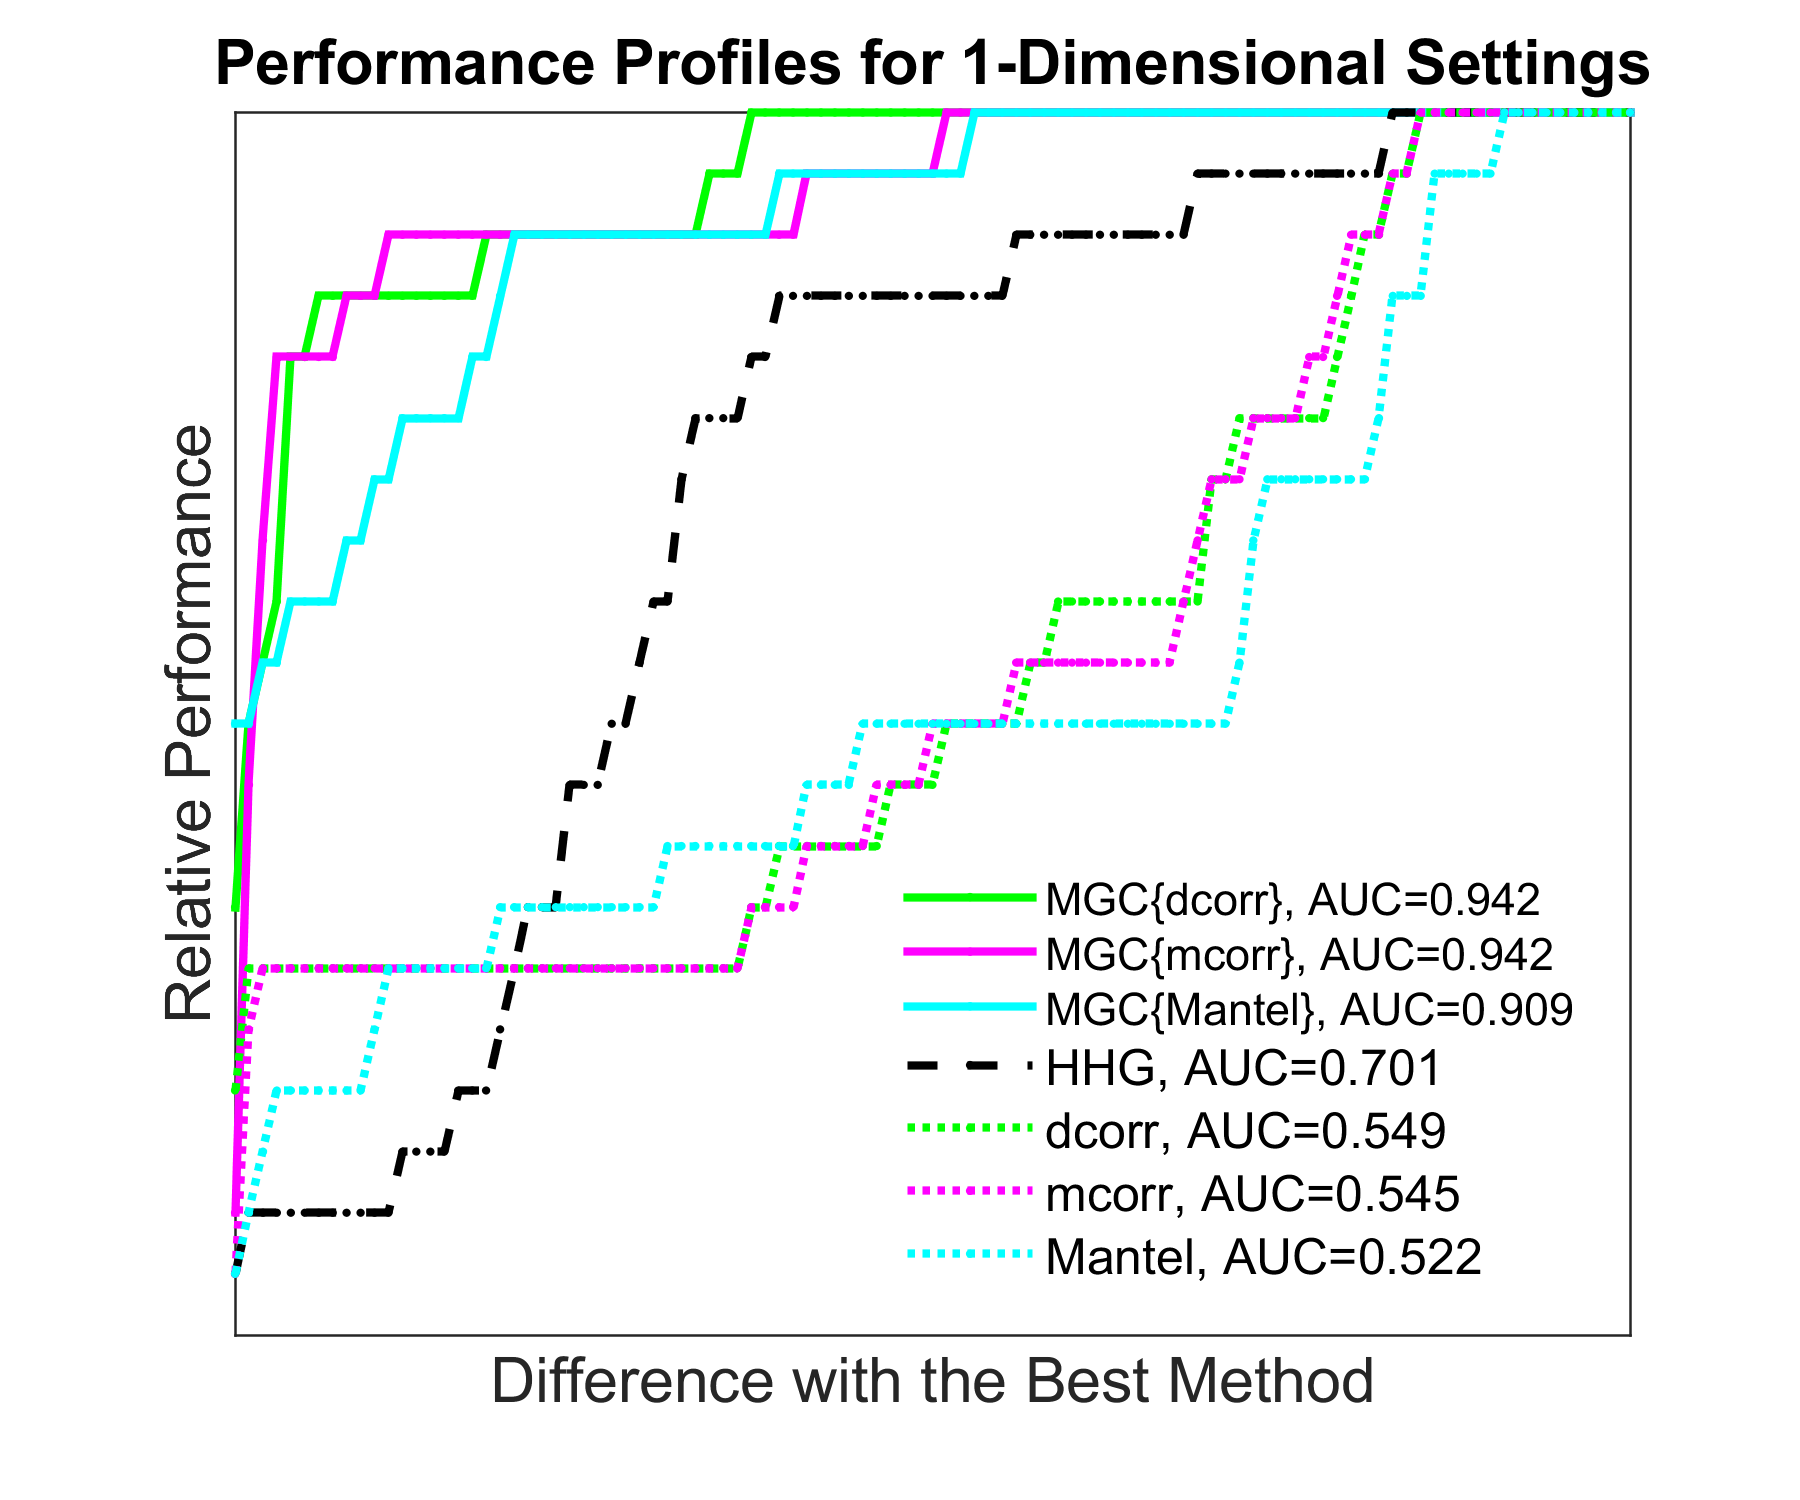 Performance Profiles for 1-Dimensional Settings
Relative Performance
MGC{dcorr}, AUC=0.942
MGC{mcorr}, AUC=0.942
MGC{Mantel}, AUC=0.909
HHG, AUC=0.701
dcorr, AUC=0.549
mcorr, AUC=0.545
Mantel, AUC=0.522
Difference with the Best Method